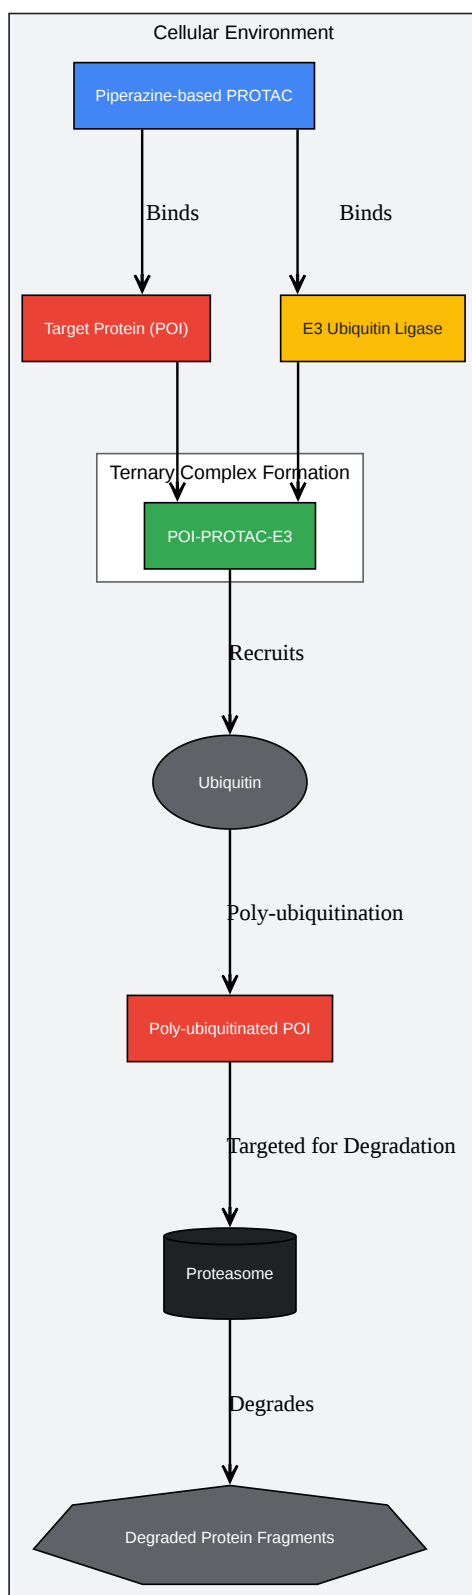 Cellular Environment
Piperazine-based PROTAC
Binds
Binds
Target Protein (POI)
E3 Ubiquitin Ligase
Ternary Complex Formation
POI-PROTAC-E3
Recruits
Ubiquitin
Poly-ubiquitination
Poly-ubiquitinated POI
Targeted for Degradation
Proteasome
Degrades
Degraded Protein Fragments